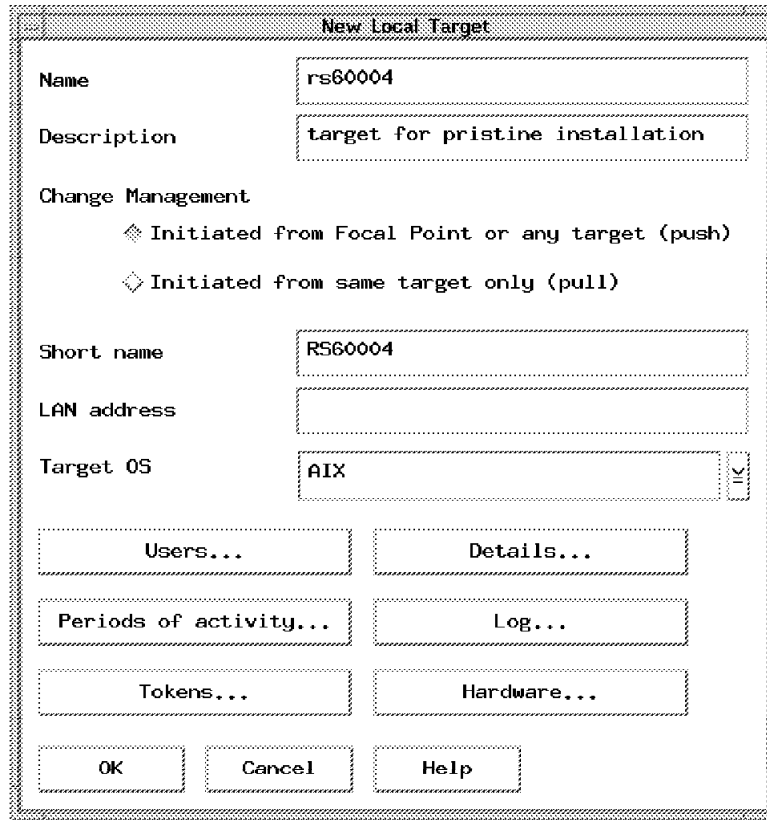 New Local Target
Name
rs60004
Description
target for pristine installation
Change Management
Initiated from Focal Point or any target (push)
Initiated from same target only (pull)
Short name
RS60004
LAN address
Target OS
AIX
Users...
Details...
Periods of activity...
Log...
Tokens...
Hardware...
OK
Cancel
Help